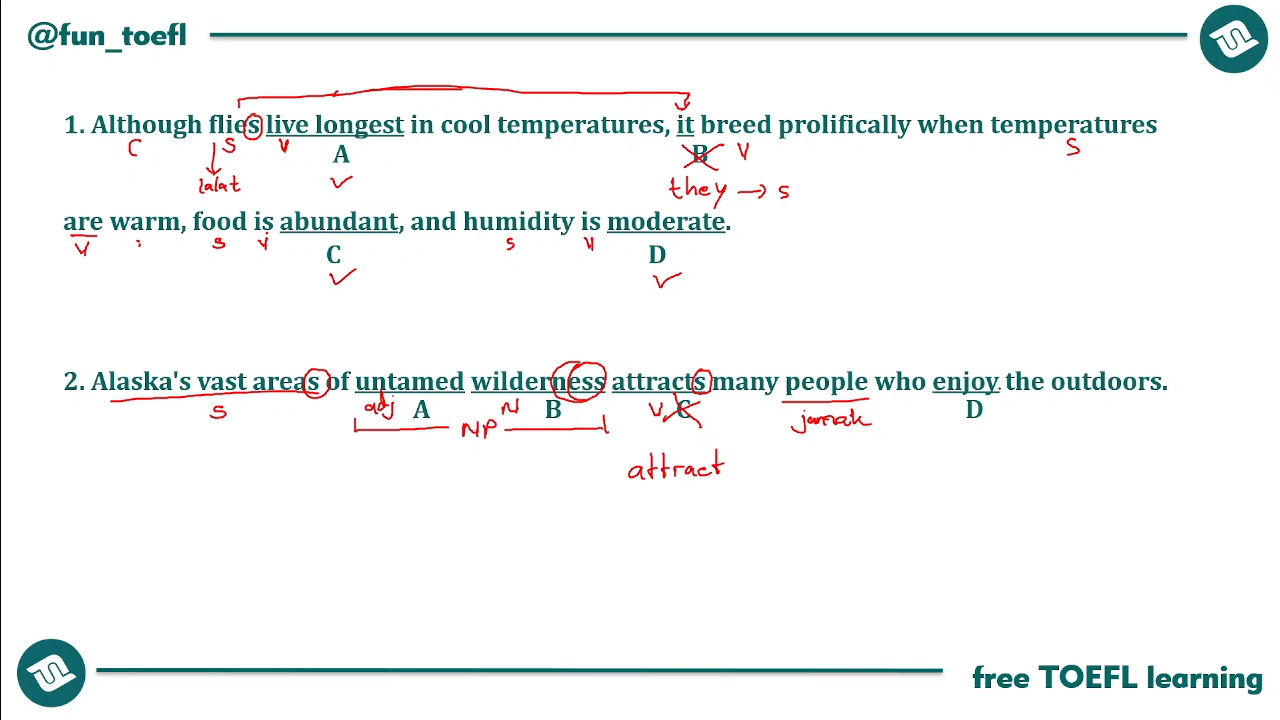 @fun_toefl
1. Although flies live longest in cool temperatures, it breed prolifically when temperatures
C S V A B V S
lalat ✓ they → s
are warm, food is abundant, and humidity is moderate.
V S V C S V D
✓ ✓
2. Alaska's vast areas of untamed wilderness attracts many people who enjoy the outdoors.
S adj A N B V C jamak D
NP
attract
free TOEFL learning